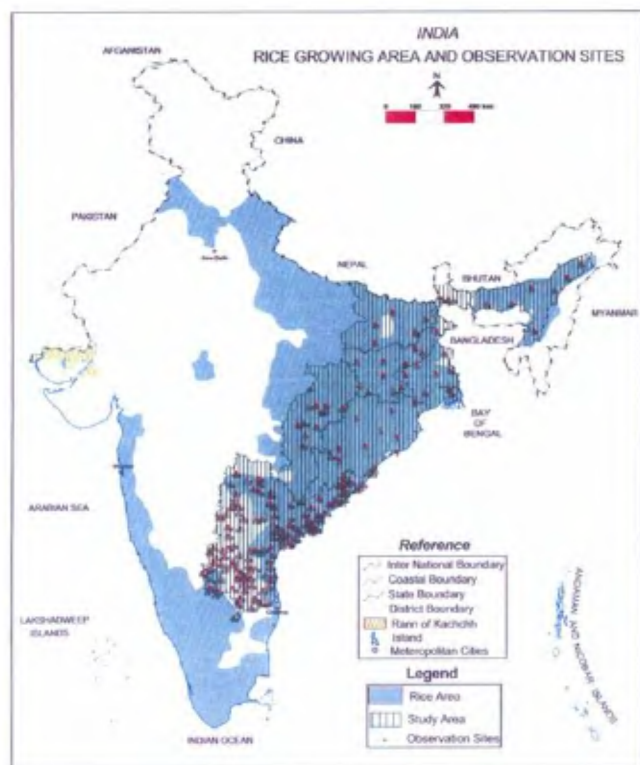 INDIA
RICE GROWING AREA AND OBSERVATION SITES
N
AFGANISTAN
CHINA
PAKISTAN
NEPAL
BHUTAN
MYANMAR
BANGLADESH
BAY
OF
BENGAL
ARABIAN SEA
LAKSHADWEEP
ISLANDS
INDIAN OCEAN
ANDAMAN AND NICOBAR ISLANDS
Reference
Inter National Boundary
Coastal Boundary
State Boundary
District Boundary
Rann of Kachchh
Island
Meteropolitan Cities
Legend
Rice Area
Study Area
Observation Sites